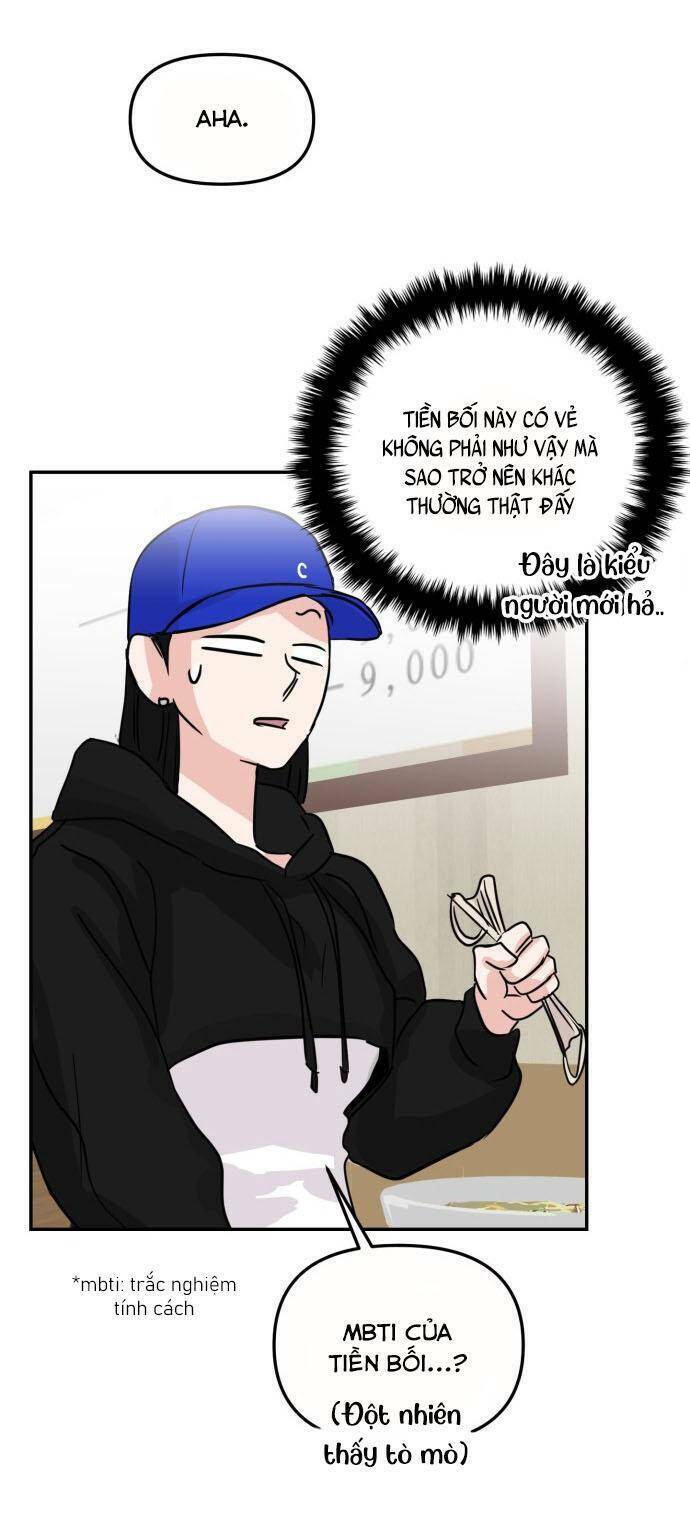 AHA.
TIỀN BỐI NÀY CÓ VẺ
KHÔNG PHẢI NHƯ VẬY MÀ
SAO TRỞ NÊN KHÁC
THƯỜNG THẬT ĐẤY
Đây là kiểu
người mới hả..
C
-9,000
*mbti: trắc nghiệm
tính cách
MBTI CỦA
TIỀN BỐI...?
(Đột nhiên
thấy tò mò)